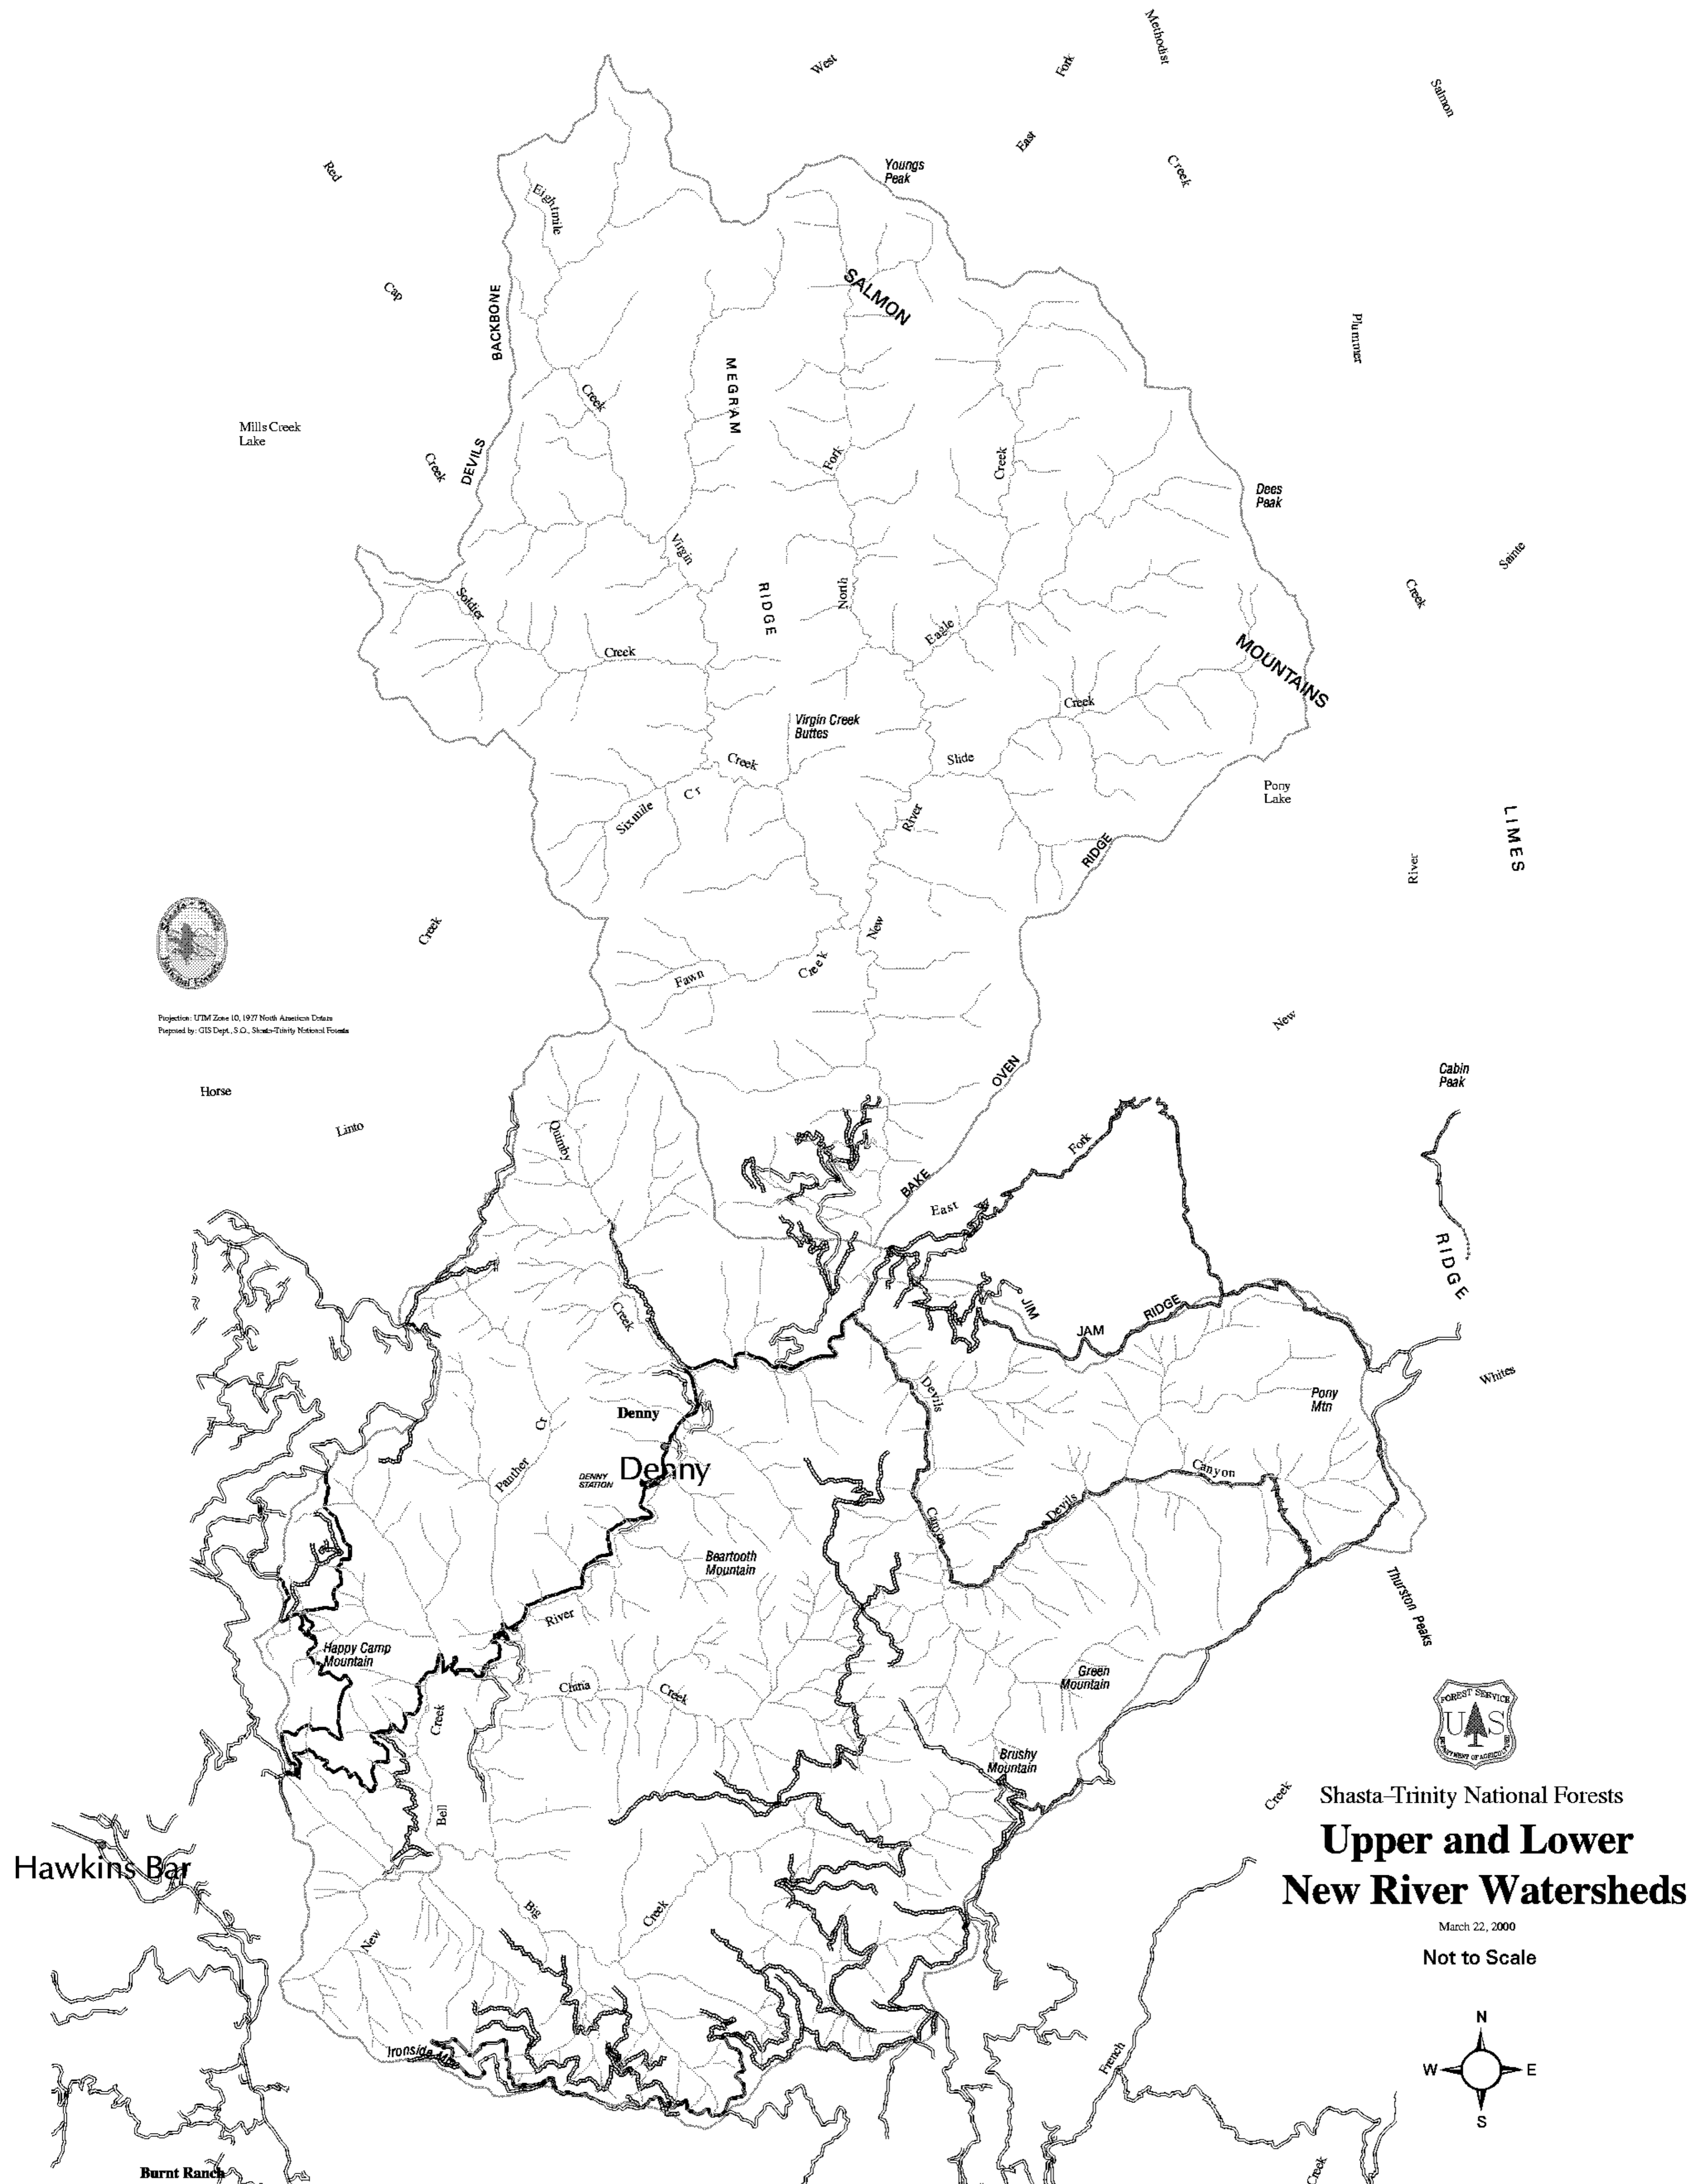 Methodist
West
Fork
Salmon
East
Youngs
Peak
Creek
Red
Eightmile
Cap
BACKBONE
SALMON
Plummer
MEGRAM
Creek
Mills Creek
Lake
DEVILS
Creek
Fork
Creek
Dees
Peak
Virgin
Sainte
Soldier
RIDGE
North
Creek
Eagle
Creek
MOUNTAINS
Creek
Virgin Creek
Buttes
Creek
Slide
Pony
Lake
Cr
Sixmile
River
LIMES
RIDGE
River
Creek
New
Creek
Fawn
Projection: UTM Zone 10, 1927 North American Datum
Prepared by: GIS Dept., S.O., Shasta-Trinity National Forests
New
OVEN
Cabin
Peak
Horse
Linto
Quimby
Fork
BAKE
East
RIDGE
Creek
JIM
JAM
RIDGE
Whites
Devils
Pony
Mtn
Denny
Cr
Panther
DENNY
STATION
Denny
Canyon
Devils
Canyon
Beartooth
Mountain
Thurston Peaks
River
Happy Camp
Mountain
Green
Mountain
China
Creek
Creek
FOREST SERVICE
UAS
DEPARTMENT OF AGRICULTURE
Brushy
Mountain
Creek
Shasta-Trinity National Forests
Bell
Upper and Lower
Hawkins Bar
New River Watersheds
Big
Creek
March 22, 2000
New
Not to Scale
N
W
E
S
Ironside Mtn
French
Creek
Burnt Ranch